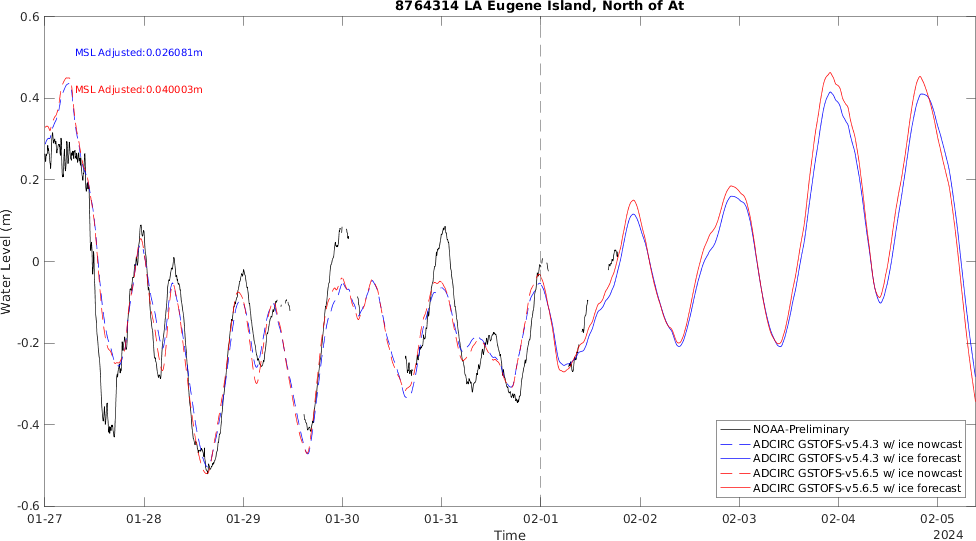 8764314 LA Eugene Island, North of At
MSL Adjusted:0.026081m
MSL Adjusted:0.040003m
Water Level (m)
0.6
0.4
0.2
0
-0.2
-0.4
-0.6
NOAA-Preliminary
ADCIRC GSTOFS-v5.4.3 w/ ice nowcast
ADCIRC GSTOFS-v5.4.3 w/ ice forecast
ADCIRC GSTOFS-v5.6.5 w/ ice nowcast
ADCIRC GSTOFS-v5.6.5 w/ ice forecast
01-27 01-28 01-29 01-30 01-31 02-01 02-02 02-03 02-04 02-05
Time
2024